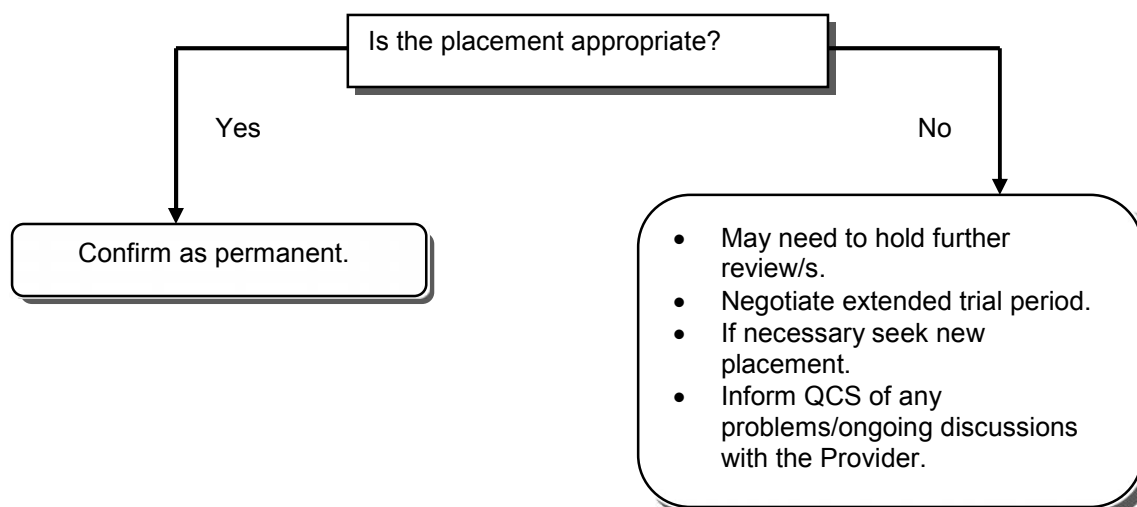 Is the placement appropriate?
Yes
No
Confirm as permanent.
• May need to hold further
review/s.
• Negotiate extended trial period.
• If necessary seek new
placement.
• Inform QCS of any
problems/ongoing discussions
with the Provider.